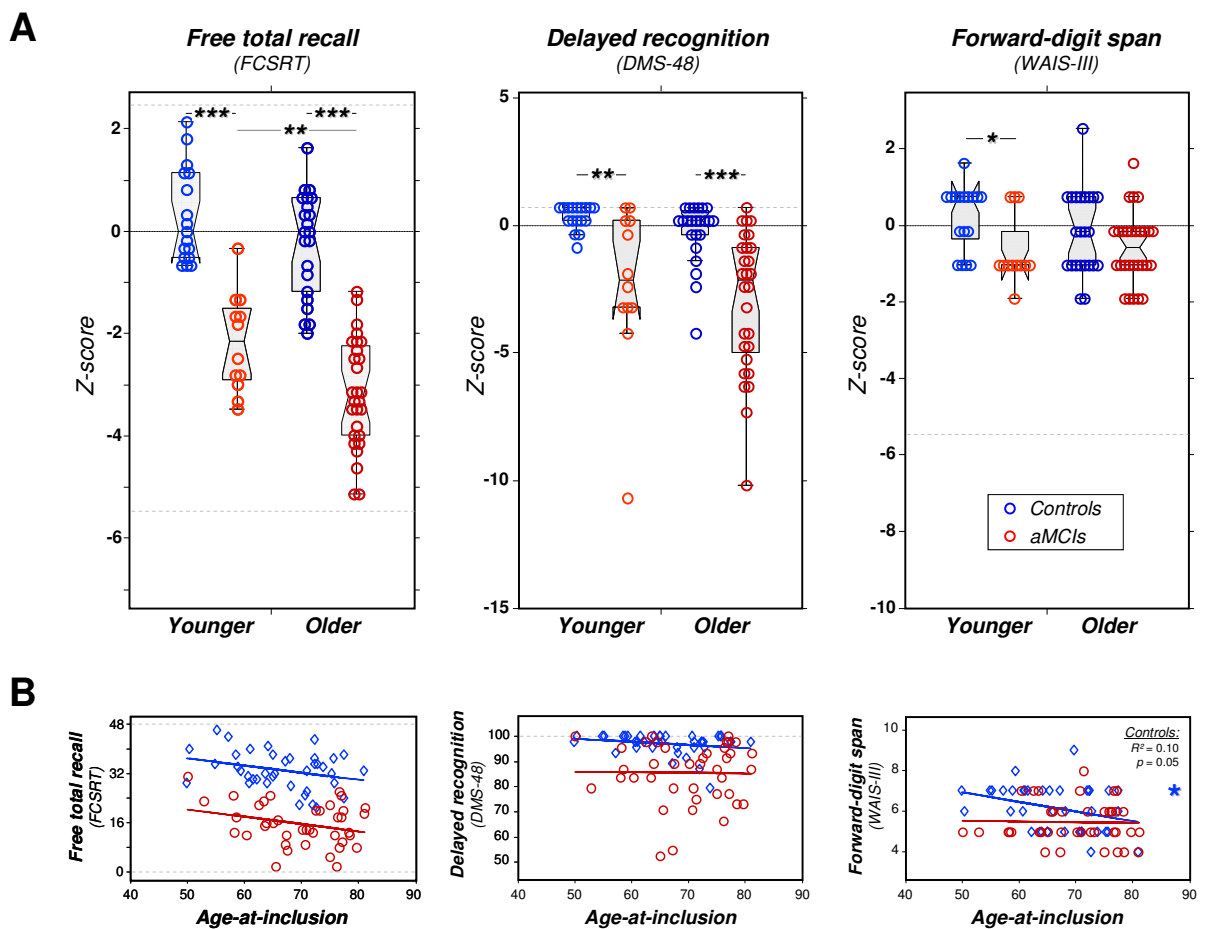 A
Free total recall
(FCSRT)
Delayed recognition
(DMS-48)
Forward-digit span
(WAIS-III)
Z-score
2
0
-2
-4
-6
***
***
**
Younger
Older
Z-score
5
0
-5
-10
-15
**
***
Younger
Older
Z-score
2
0
-2
-4
-6
-8
-10
*
Controls
aMCIs
Younger
Older
B
Free total recall
(FCSRT)
48
32
16
0
40
50
60
70
80
90
Age-at-inclusion
Delayed recognition
(DMS-48)
100
90
80
70
60
50
40
50
60
70
80
90
Age-at-inclusion
Forward-digit span
(WAIS-III)
10
8
6
4
Controls:
R² = 0.10
p = 0.05
*
40
50
60
70
80
90
Age-at-inclusion